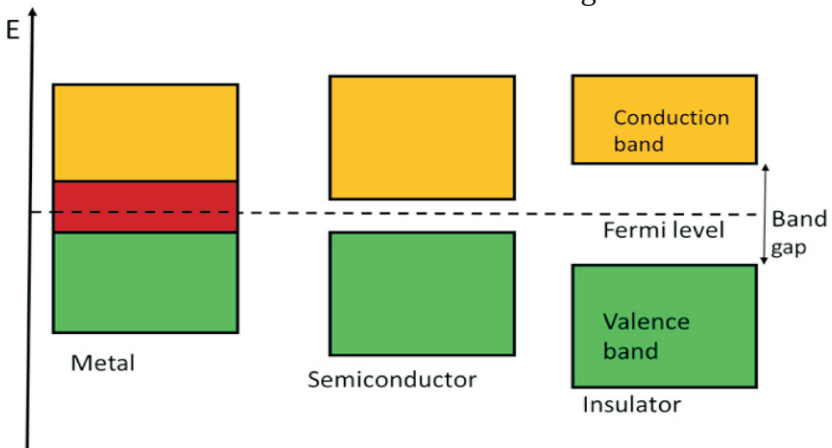 g
E
Conduction
band
Fermi level
Band
gap
Valence
band
Metal
Semiconductor
Insulator